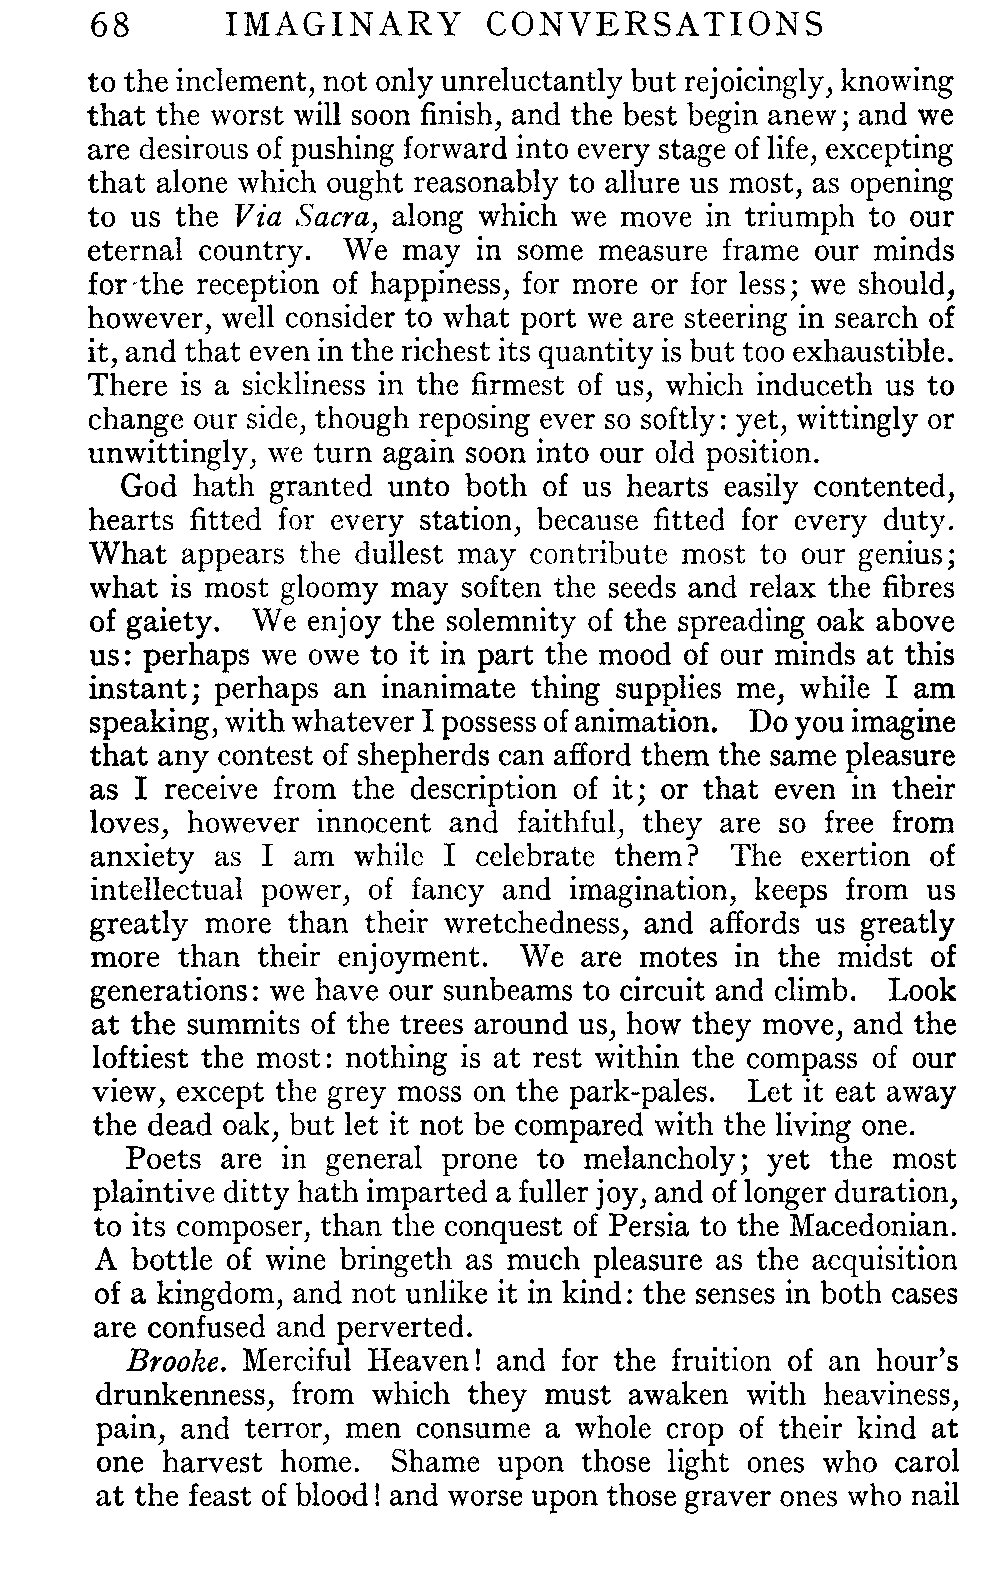 68 IMAGINARY CONVERSATIONS
to the inclement, not only unreluctantly but rejoicingly, knowing
that the worst will soon finish, and the best begin anew; and we
are desirous of pushing forward into every stage of life, excepting
that alone which ought reasonably to allure us most, as opening
to us the Via Sacra, along which we move in triumph to our
eternal country. We may in some measure frame our minds
for the reception of happiness, for more or for less; we should,
however, well consider to what port we are steering in search of
it, and that even in the richest its quantity is but too exhaustible.
There is a sickliness in the firmest of us, which induceth us to
change our side, though reposing ever so softly: yet, wittingly or
unwittingly, we turn again soon into our old position.
God hath granted unto both of us hearts easily contented,
hearts fitted for every station, because fitted for every duty.
What appears the dullest may contribute most to our genius;
what is most gloomy may soften the seeds and relax the fibres
of gaiety. We enjoy the solemnity of the spreading oak above
us: perhaps we owe to it in part the mood of our minds at this
instant; perhaps an inanimate thing supplies me, while I am
speaking, with whatever I possess of animation. Do you imagine
that any contest of shepherds can afford them the same pleasure
as I receive from the description of it; or that even in their
loves, however innocent and faithful, they are so free from
anxiety as I am while I celebrate them? The exertion of
intellectual power, of fancy and imagination, keeps from us
greatly more than their wretchedness, and affords us greatly
more than their enjoyment. We are motes in the midst of
generations: we have our sunbeams to circuit and climb. Look
at the summits of the trees around us, how they move, and the
loftiest the most: nothing is at rest within the compass of our
view, except the grey moss on the park-pales. Let it eat away
the dead oak, but let it not be compared with the living one.
Poets are in general prone to melancholy; yet the most
plaintive ditty hath imparted a fuller joy, and of longer duration,
to its composer, than the conquest of Persia to the Macedonian.
A bottle of wine bringeth as much pleasure as the acquisition
of a kingdom, and not unlike it in kind: the senses in both cases
are confused and perverted.
Brooke. Merciful Heaven! and for the fruition of an hour's
drunkenness, from which they must awaken with heaviness,
pain, and terror, men consume a whole crop of their kind at
one harvest home. Shame upon those light ones who carol
at the feast of blood! and worse upon those graver ones who nail